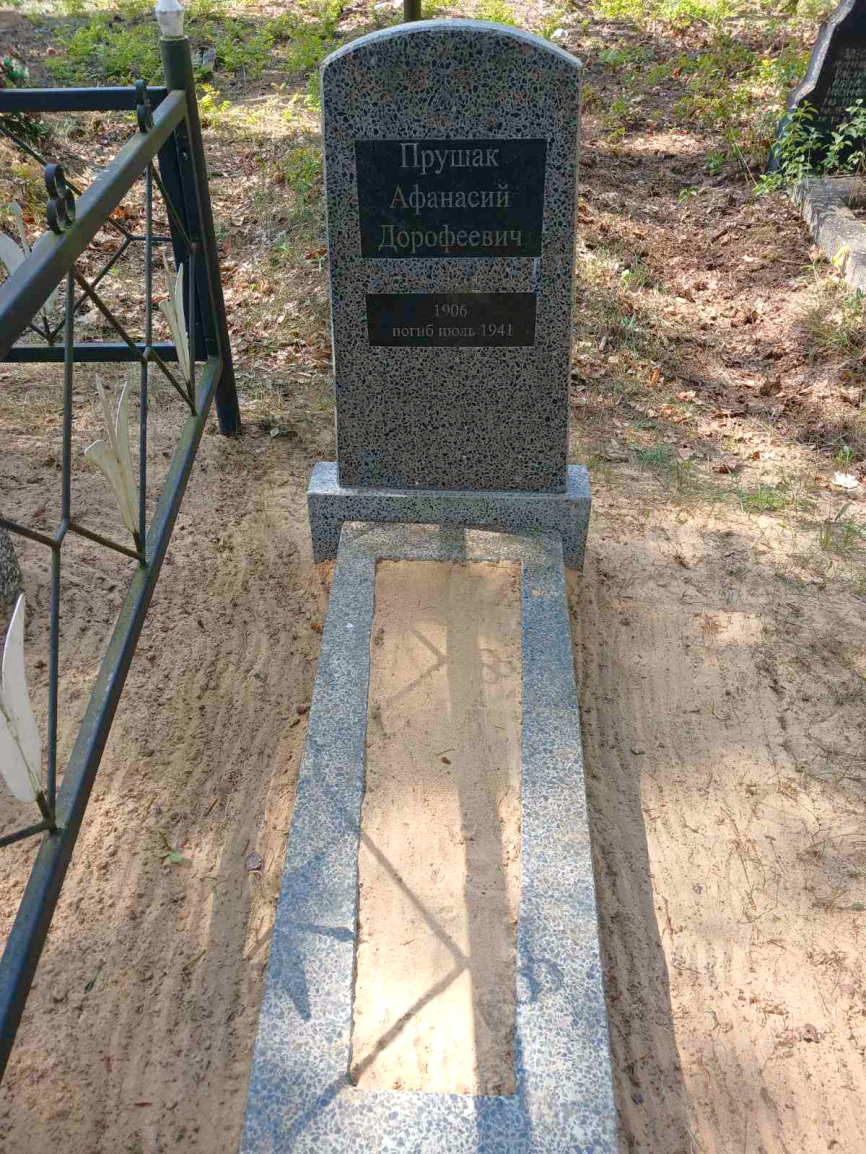 Прушак
Афанасий
Дорофеевич
1906
погиб июль 1941